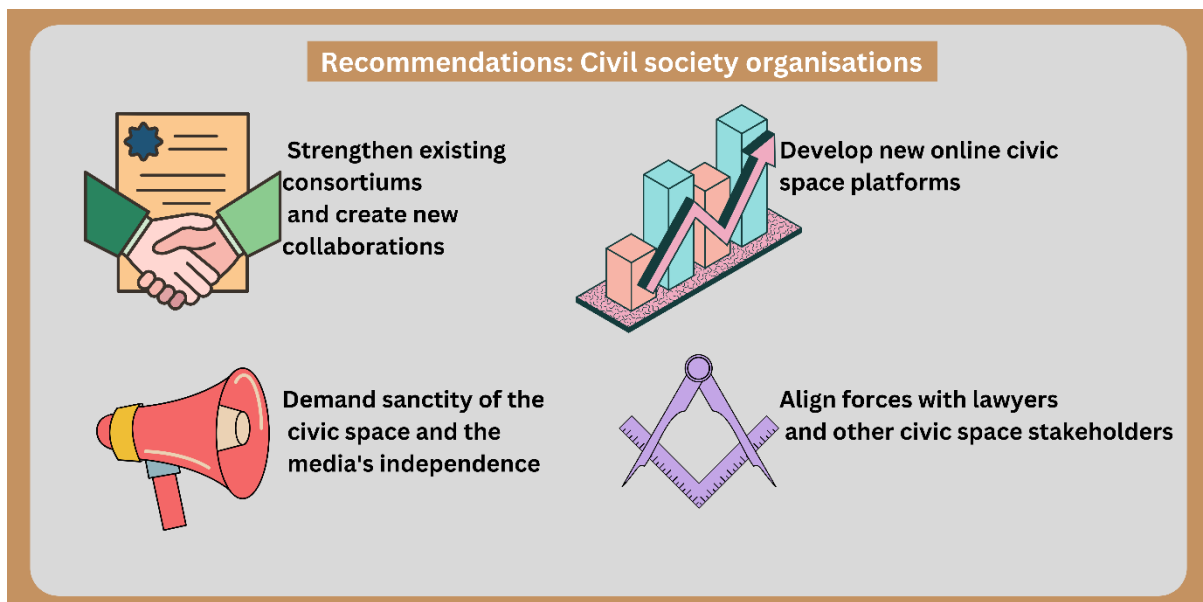 Recommendations: Civil society organisations
Strengthen existing
consortiums
and create new
collaborations
Develop new online civic
space platforms
Demand sanctity of the
civic space and the
media's independence
Align forces with lawyers
and other civic space stakeholders